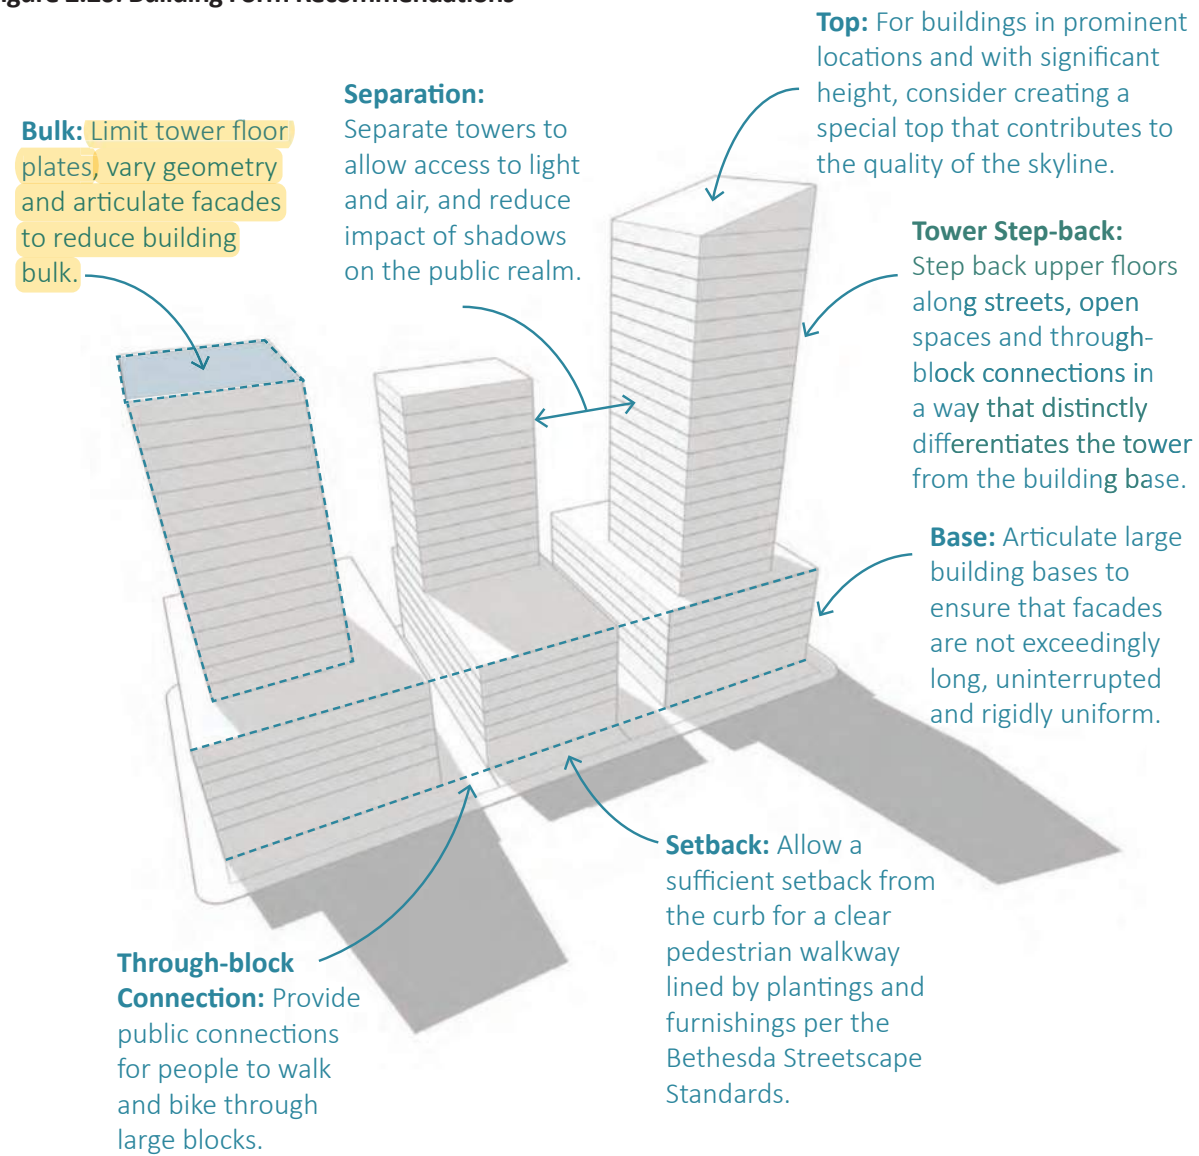 Building Form Recommendations
Top: For buildings in prominent
locations and with significant
height, consider creating a
special top that contributes to
the quality of the skyline.
Separation:
Separate towers to
allow access to light
and air, and reduce
impact of shadows
on the public realm.
Bulk: Limit tower floor
plates, vary geometry
and articulate facades
to reduce building
bulk.
Tower Step-back:
Step back upper floors
along streets, open
spaces and through-
block connections in
a way that distinctly
differentiates the tower
from the building base.
Base: Articulate large
building bases to
ensure that facades
are not exceedingly
long, uninterrupted
and rigidly uniform.
Setback: Allow a
sufficient setback from
the curb for a clear
pedestrian walkway
lined by plantings and
furnishings per the
Bethesda Streetscape
Standards.
Through-block
Connection: Provide
public connections
for people to walk
and bike through
large blocks.